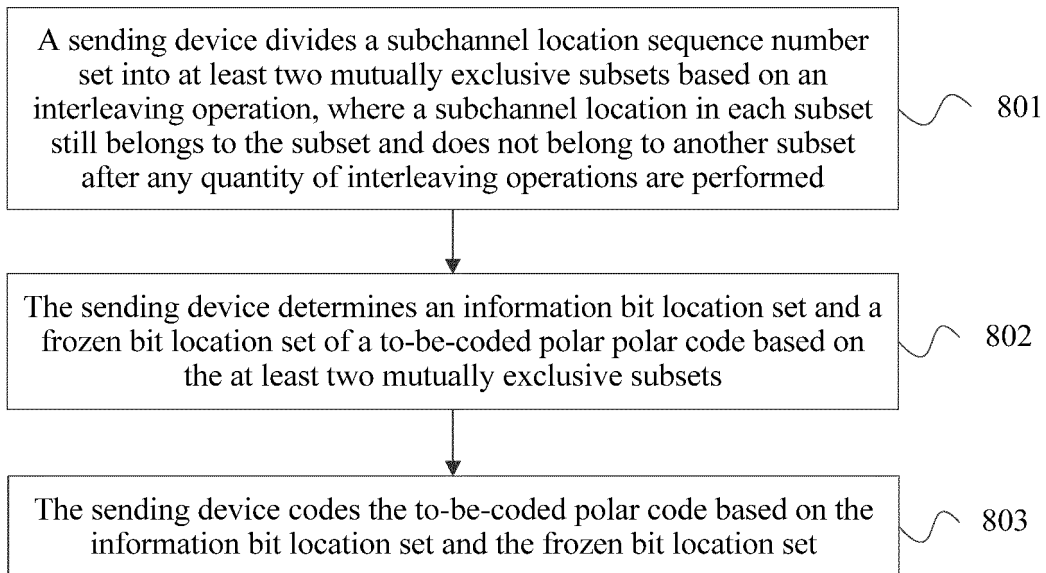 A sending device divides a subchannel location sequence number
set into at least two mutually exclusive subsets based on an
interleaving operation, where a subchannel location in each subset
still belongs to the subset and does not belong to another subset
after any quantity of interleaving operations are performed
801
The sending device determines an information bit location set and a
frozen bit location set of a to-be-coded polar polar code based on
the at least two mutually exclusive subsets
802
The sending device codes the to-be-coded polar code based on the
information bit location set and the frozen bit location set
803